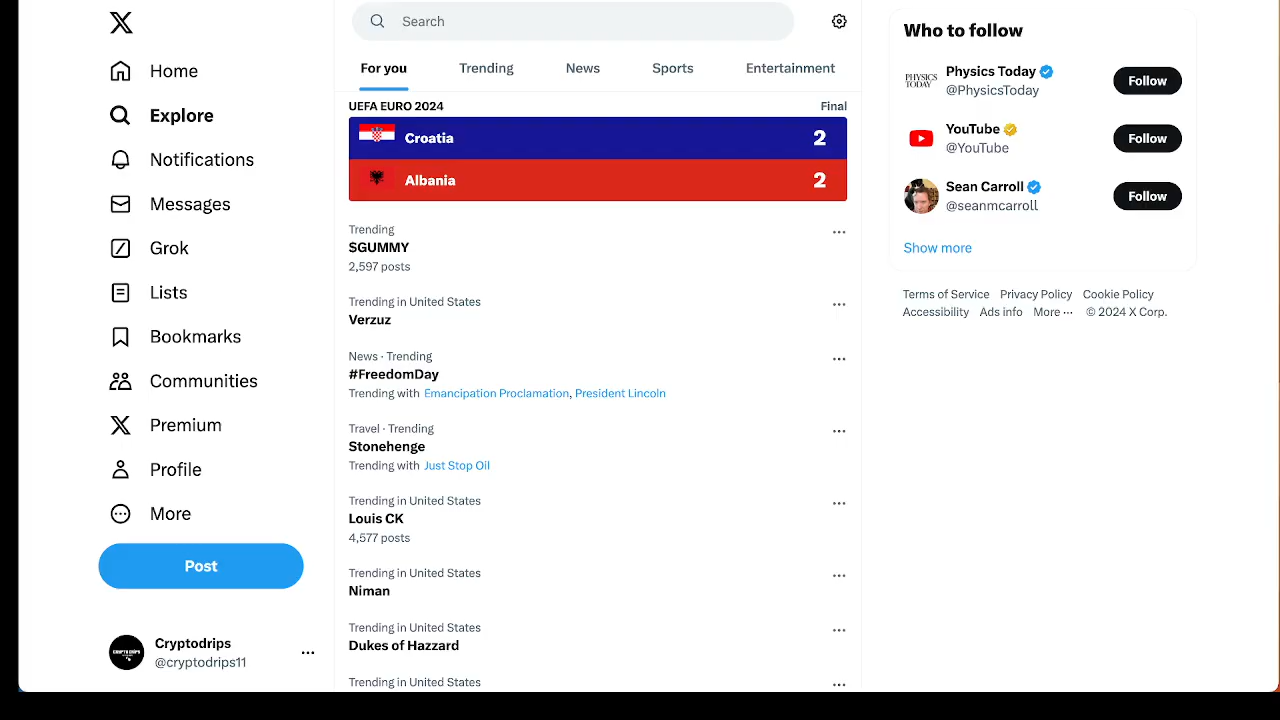 Home
Explore
Notifications
Messages
Grok
Lists
Bookmarks
Communities
Premium
Profile
More
Post
Cryptodrips
@cryptodrips11
Search
For you Trending News Sports Entertainment
UEFA EURO 2024 Final
Croatia 2
Albania 2
Trending
$GUMMY
2,597 posts
Trending in United States
Verzuz
News · Trending
#FreedomDay
Trending with Emancipation Proclamation, President Lincoln
Travel · Trending
Stonehenge
Trending with Just Stop Oil
Trending in United States
Louis CK
4,577 posts
Trending in United States
Niman
Trending in United States
Dukes of Hazzard
Trending in United States
Who to follow
PHYSICS
TODAY
Physics Today
@PhysicsToday
Follow
YouTube
@YouTube
Follow
Sean Carroll
@seanmcarroll
Follow
Show more
Terms of Service Privacy Policy Cookie Policy
Accessibility Ads info More ··· © 2024 X Corp.